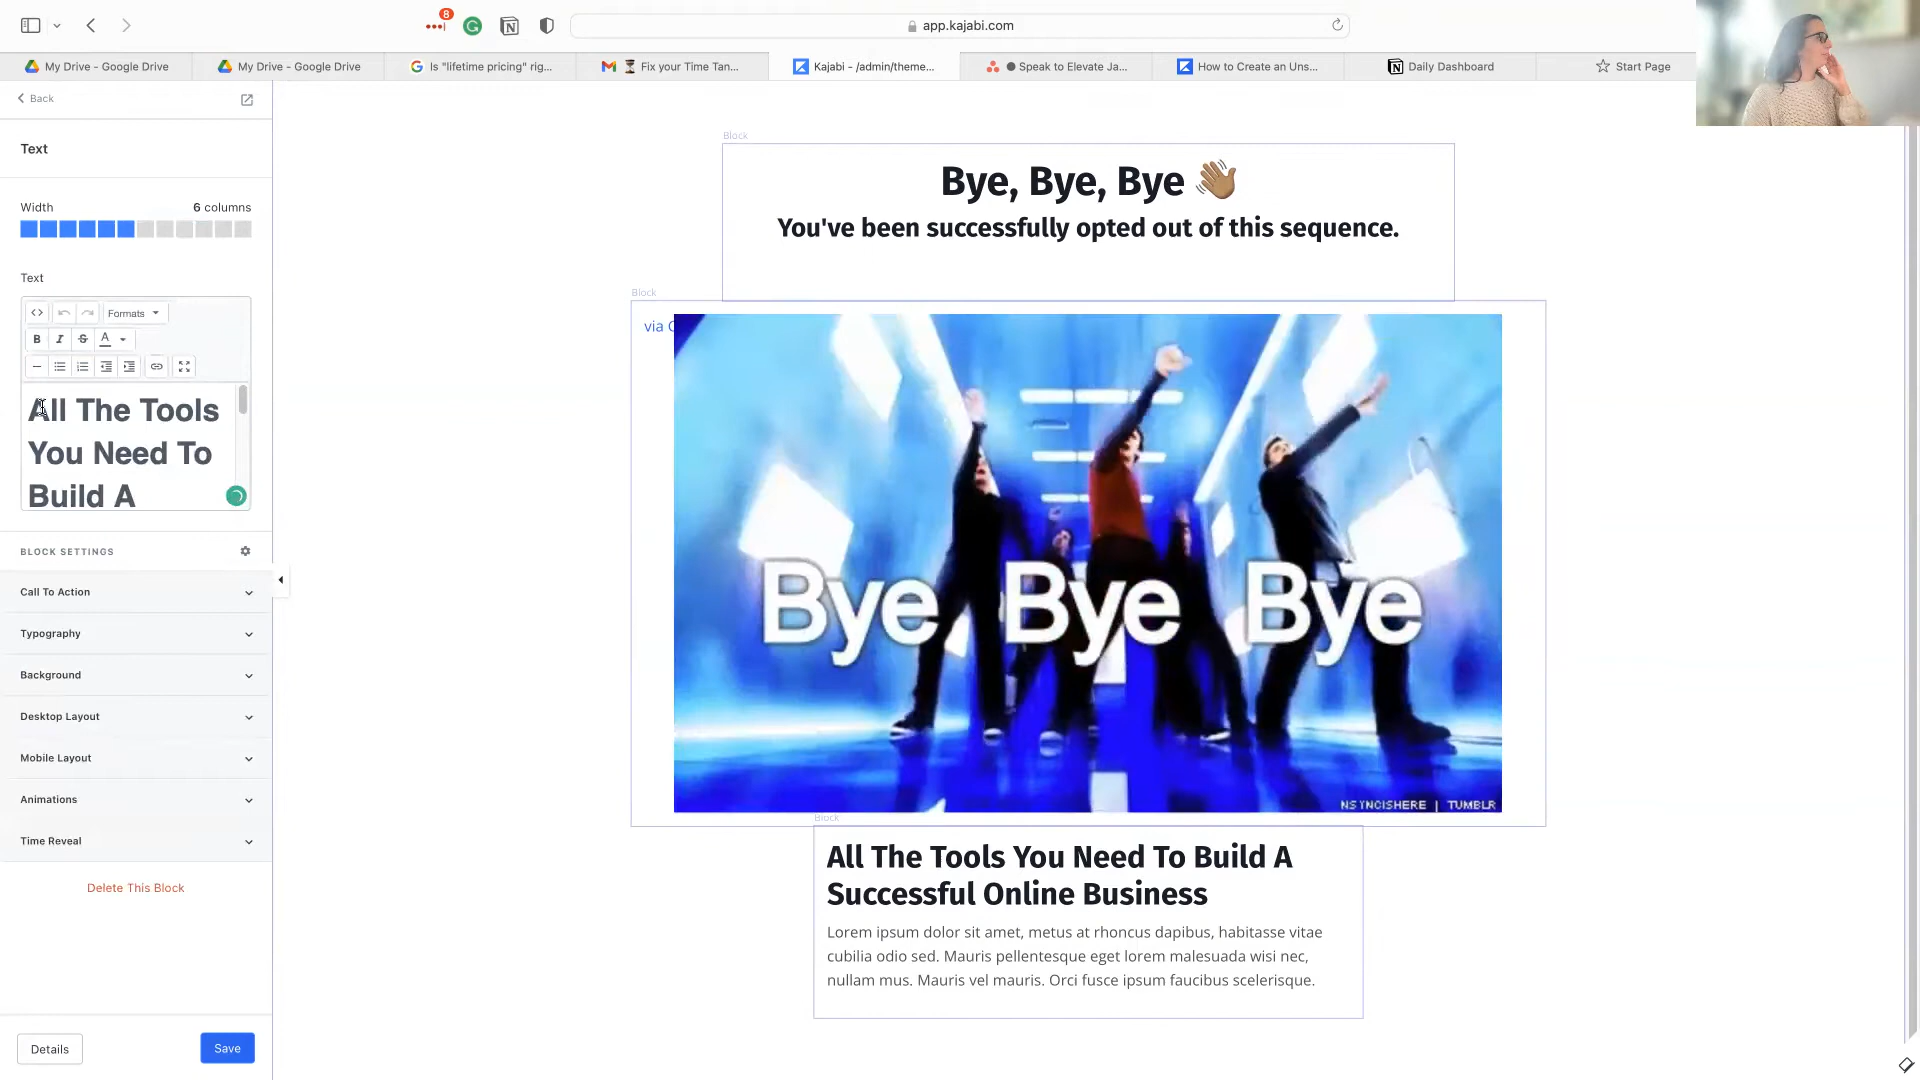 8
app.kajabi.com
My Drive - Google Drive
My Drive - Google Drive
Is "lifetime pricing" rig...
Fix your Time Tan...
Kajabi - /admin/theme...
Speak to Elevate Ja...
How to Create an Uns...
Daily Dashboard
Start Page
Back
Text
Width
6 columns
Text
Formats
B I S A
All The Tools
You Need To
Build A
BLOCK SETTINGS
Call To Action
Typography
Background
Desktop Layout
Mobile Layout
Animations
Time Reveal
Delete This Block
Details
Save
Block
Bye, Bye, Bye 👋🏽
You've been successfully opted out of this sequence.
Block
via
Bye Bye Bye
NSYNCISHERE | TUMBLR
Block
All The Tools You Need To Build A
Successful Online Business
Lorem ipsum dolor sit amet, metus at rhoncus dapibus, habitasse vitae
cubilia odio sed. Mauris pellentesque eget lorem malesuada wisi nec,
nullam mus. Mauris vel mauris. Orci fusce ipsum faucibus scelerisque.